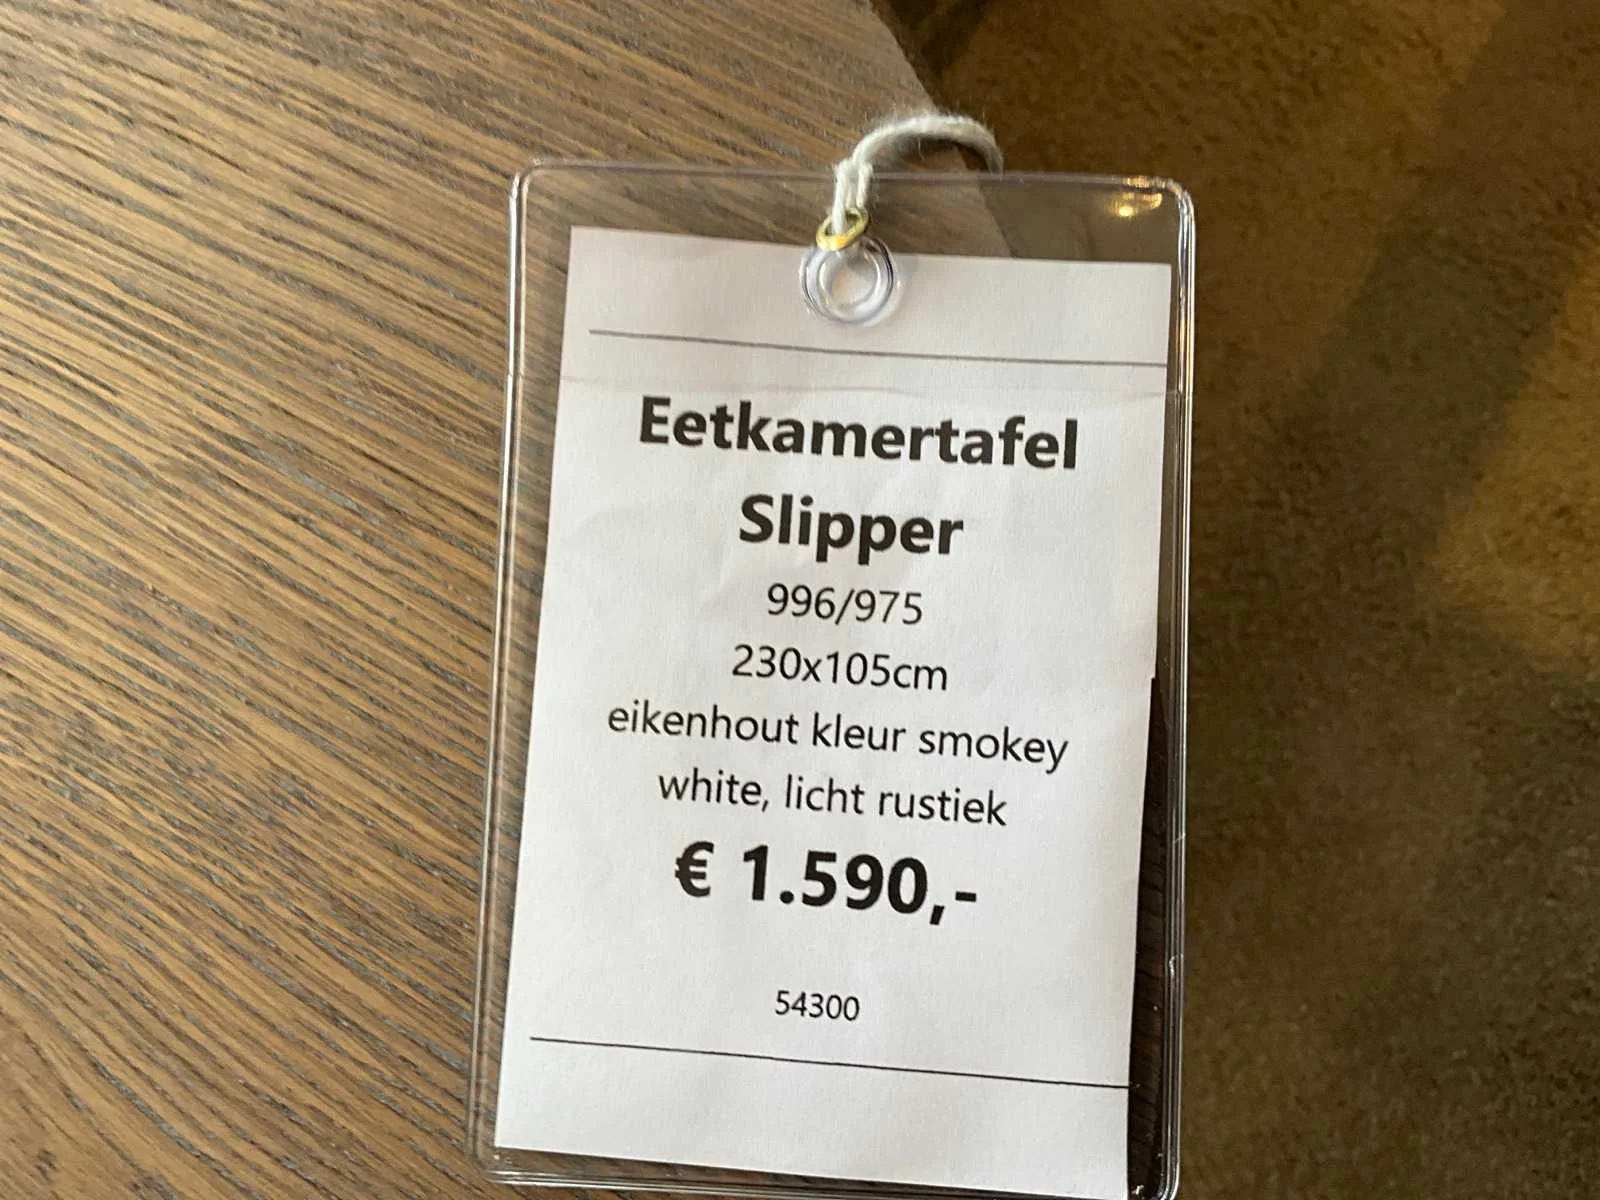 Eetkamertafel
Slipper
996/975
230x105cm
eikenhout kleur smokey
white, licht rustiek
€ 1.590,-
54300